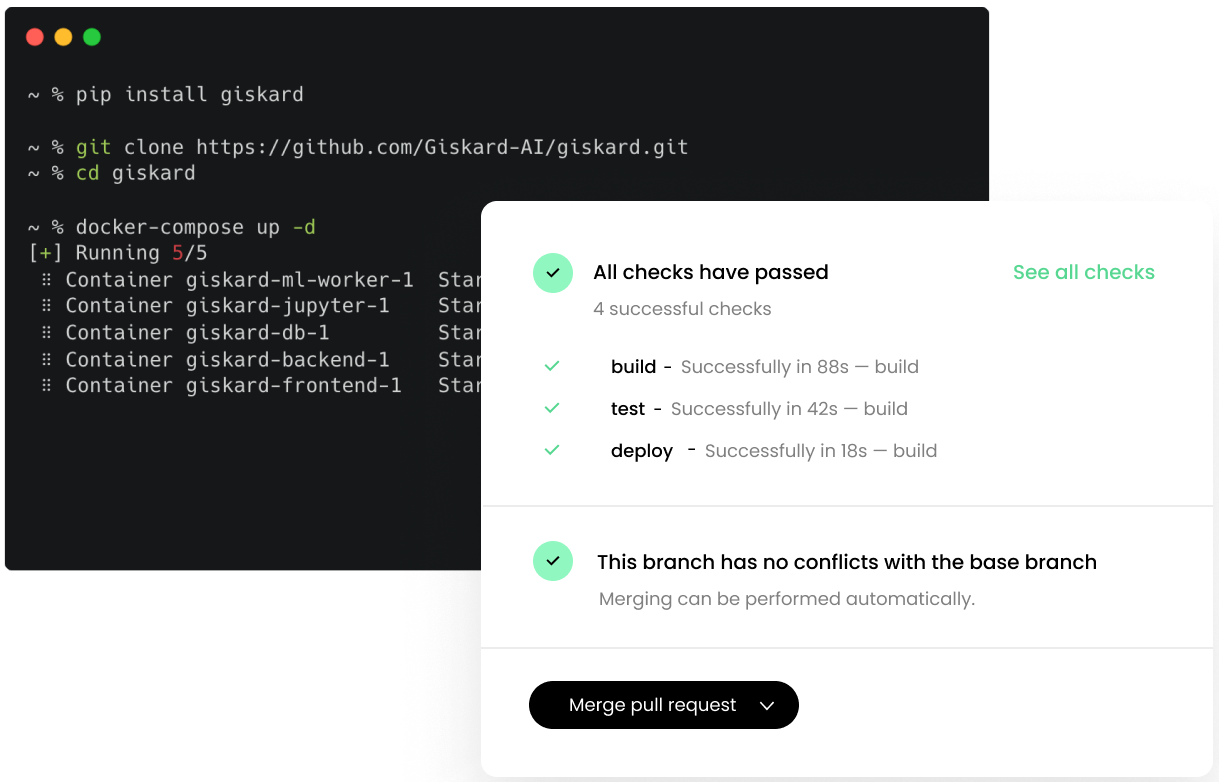 ~ % pip install giskard
~ % git clone https://github.com/Giskard-AI/giskard.git
~ % cd giskard
~ % docker-compose up -d
[+] Running 5/5
⠿ Container giskard-ml-worker-1 Star
⠿ Container giskard-jupyter-1 Star
⠿ Container giskard-db-1 Star
⠿ Container giskard-backend-1 Star
⠿ Container giskard-frontend-1 Star
All checks have passed
See all checks
4 successful checks
build - Successfully in 88s — build
test - Successfully in 42s — build
deploy - Successfully in 18s — build
This branch has no conflicts with the base branch
Merging can be performed automatically.
Merge pull request